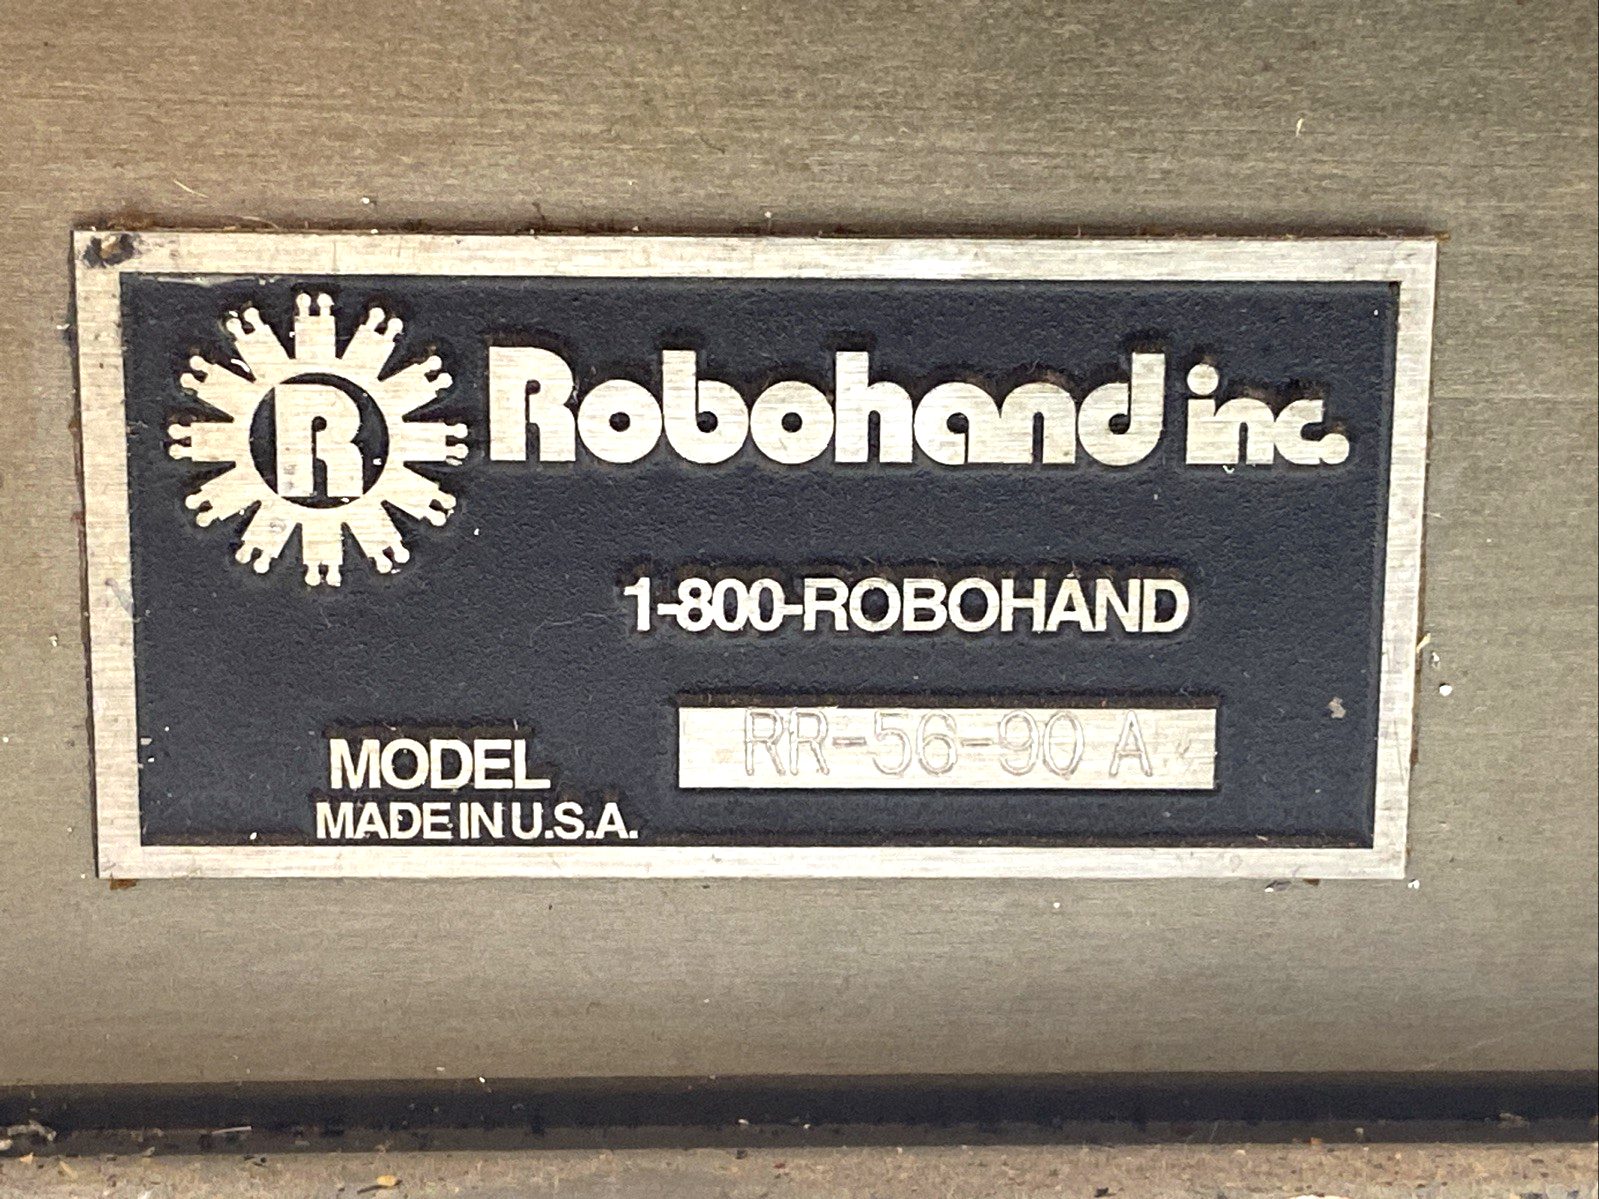 R
Robohand inc.
1-800-ROBOHAND
MODEL RR-56-90 A
MADE IN U.S.A.